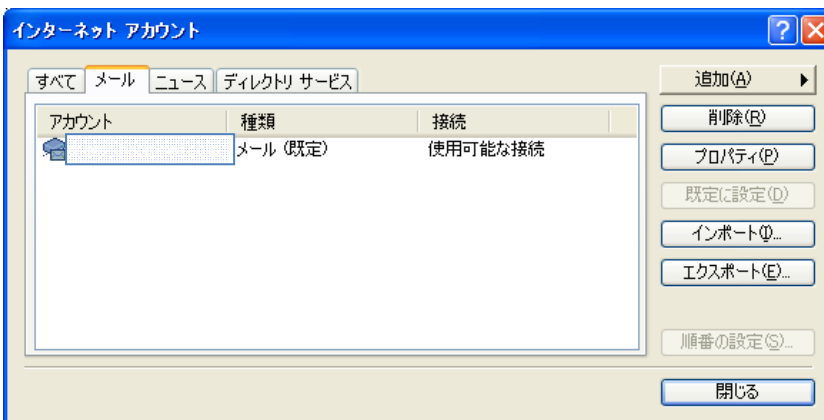 インターネット アカウント
すべて メール ニュース ディレクトリ サービス
アカウント 種類 接続
メール (既定) 使用可能な接続
追加(A)
削除(R)
プロパティ(P)
既定に設定(D)
インポート(I)...
エクスポート(E)...
順番の設定(S)...
閉じる